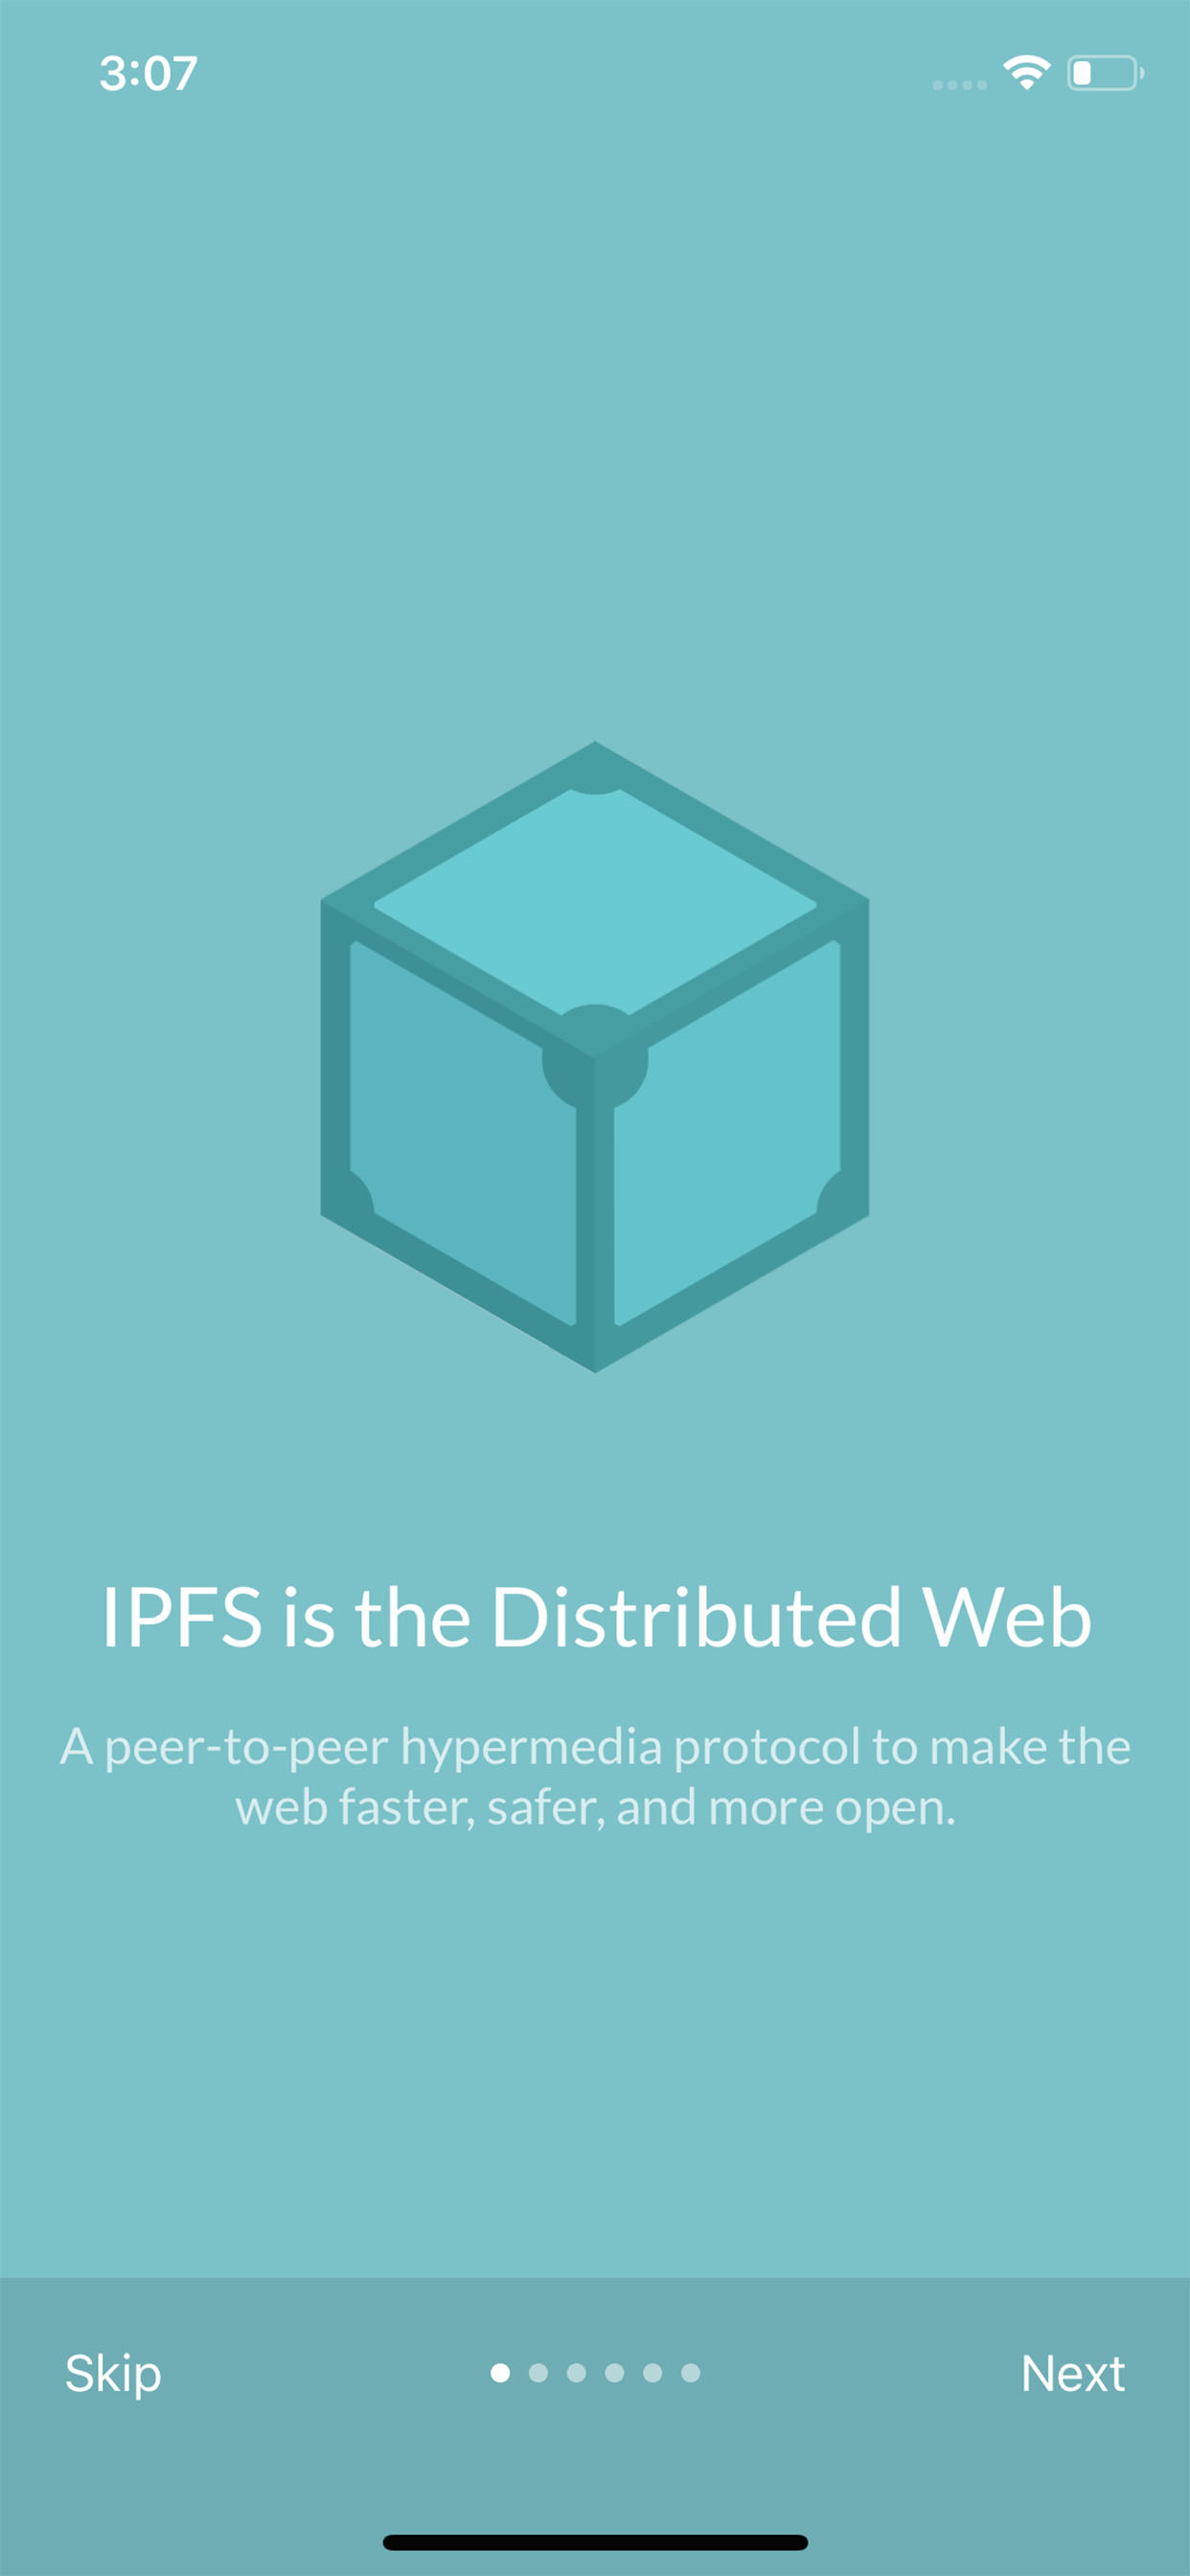 3:07
IPFS is the Distributed Web
A peer-to-peer hypermedia protocol to make the
web faster, safer, and more open.
Skip
Next